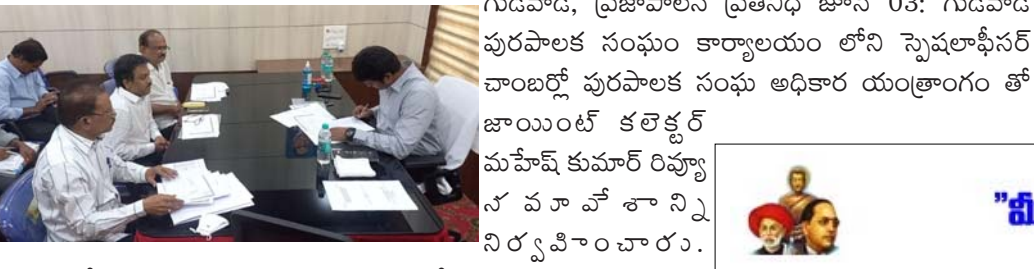 గుడివాడ, ప్రజాపాలన ప్రతినిధి జూన్ 03: గుడివాడ
పురపాలక సంఘం కార్యాలయం లోని స్పెషలాఫీసర్
చాంబర్లో పురపాలక సంఘ అధికార యంత్రాంగం తో
జాయింట్ కలెక్టర్
మహేష్ కుమార్ రివ్యూ
సమావేశాన్ని
నిర్వహించారు.
"మీ